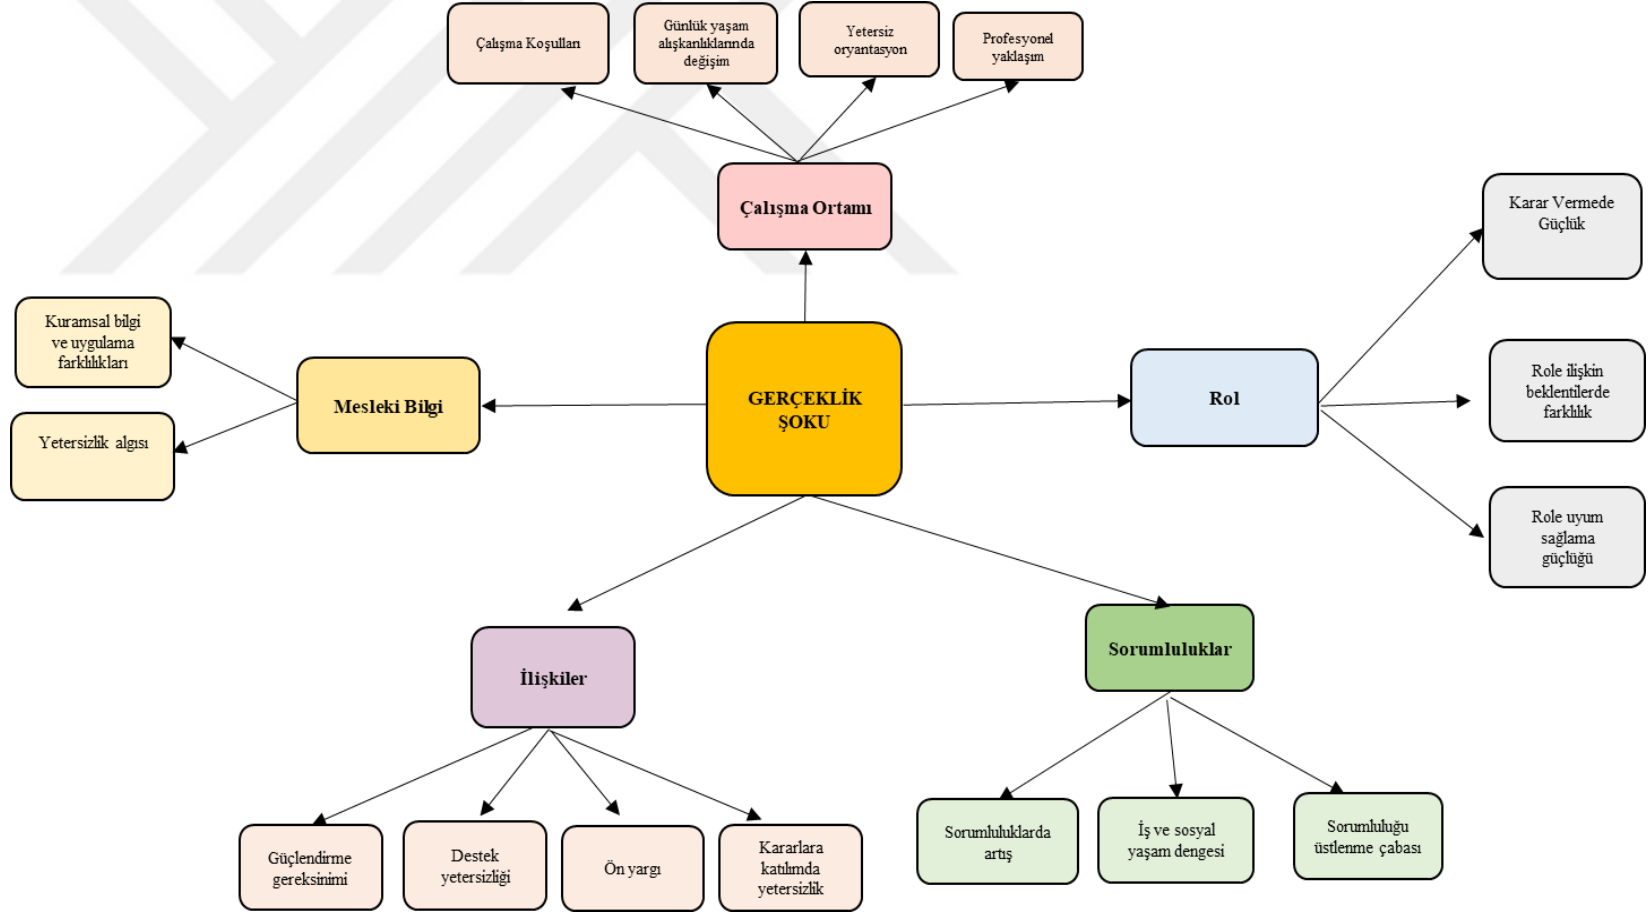 Çalışma Koşulları
Günlük yaşam
alışkanlıklarında
değişim
Yetersiz
oryantasyon
Profesyonel
yaklaşım
Çalışma Ortamı
Karar Vermede
Güçlük
Kuramsal bilgi
ve uygulama
farklılıkları
Mesleki Bilgi
GERÇEKLİK
ŞOKU
Rol
Role ilişkin
beklentilerde
farklılık
Yetersizlik algısı
Role uyum
sağlama
güçlüğü
İlişkiler
Sorumluluklar
Güçlendirme
gereksinimi
Destek
yetersizliği
Ön yargı
Kararlara
katılımda
yetersizlik
Sorumluluklarda
artış
İş ve sosyal
yaşam dengesi
Sorumluluğu
üstlenme çabası